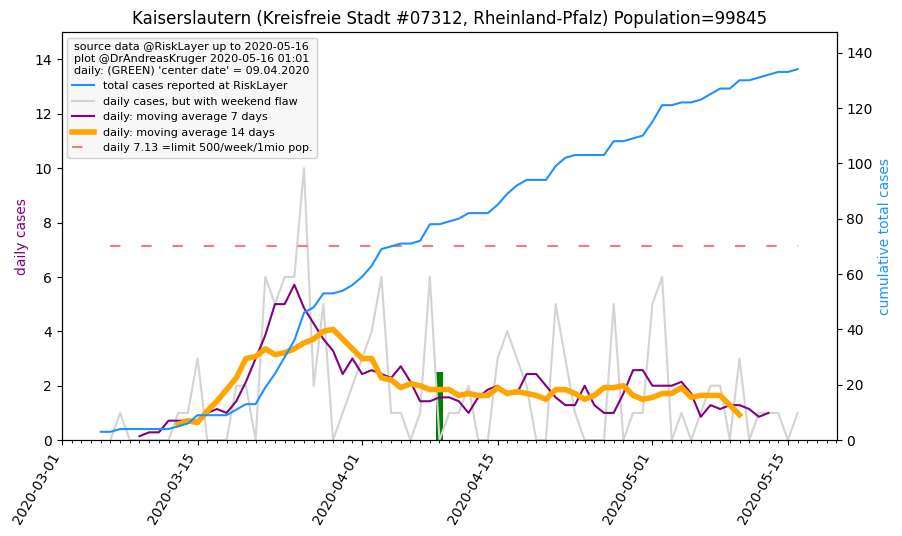 Kaiserslautern (Kreisfreie Stadt #07312, Rheinland-Pfalz) Population=99845
source data @RiskLayer up to 2020-05-16
plot @DrAndreasKruger 2020-05-16 01:01
daily: (GREEN) 'center date' = 09.04.2020
total cases reported at RiskLayer
daily cases, but with weekend flaw
daily: moving average 7 days
daily: moving average 14 days
daily 7.13 =limit 500/week/1mio pop.
daily cases
14
12
10
8
6
4
2
0
140
120
100
80
60
40
20
0
cumulative total cases
2020-03-01
2020-03-15
2020-04-01
2020-04-15
2020-05-01
2020-05-15